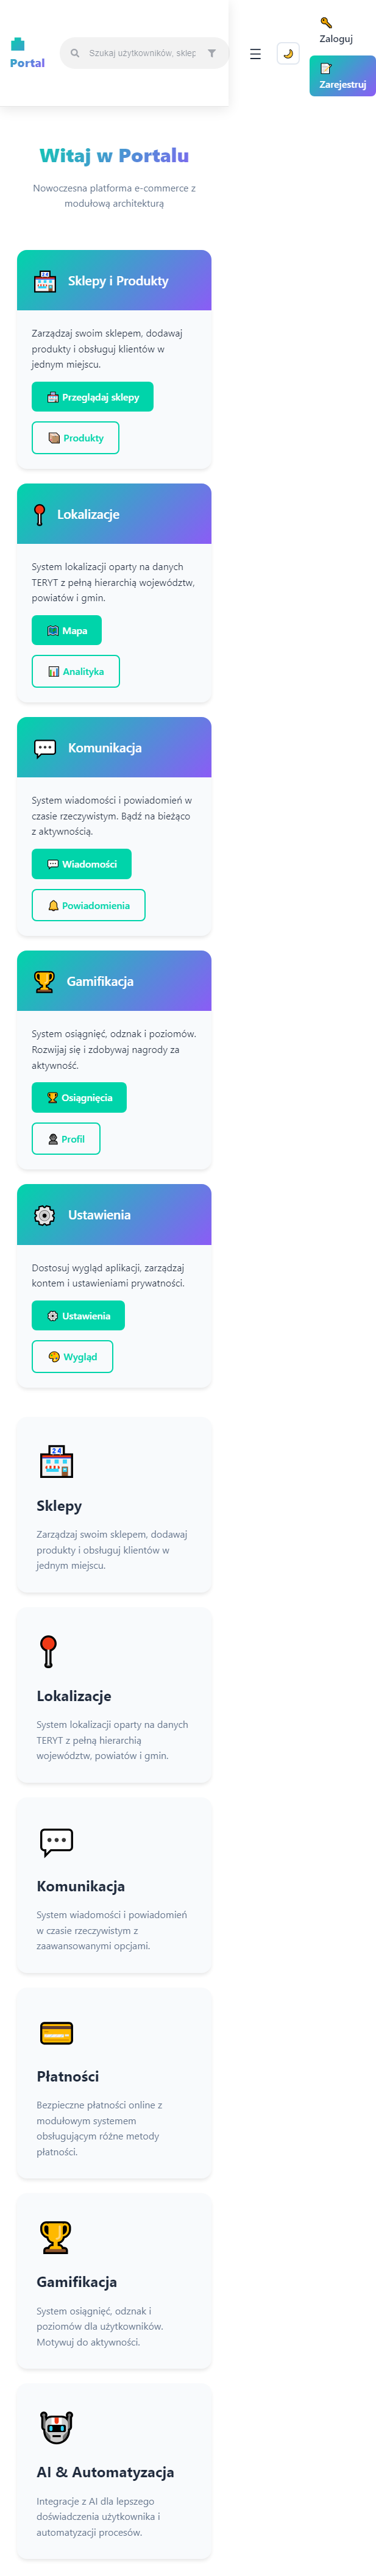 Portal
Szukaj użytkowników, sklep
Zaloguj
Zarejestruj
Witaj w Portalu
Nowoczesna platforma e-commerce z
modułową architekturą
24
Sklepy i Produkty
Zarządzaj swoim sklepem, dodawaj
produkty i obsługuj klientów w
jednym miejscu.
Przeglądaj sklepy
Produkty
Lokalizacje
System lokalizacji oparty na danych
TERYT z pełną hierarchią województw,
powiatów i gmin.
Mapa
Analityka
Komunikacja
System wiadomości i powiadomień w
czasie rzeczywistym. Bądź na bieżąco
z aktywnością.
Wiadomości
Powiadomienia
Gamifikacja
System osiągnięć, odznak i poziomów.
Rozwijaj się i zdobywaj nagrody za
aktywność.
Osiągnięcia
Profil
Ustawienia
Dostosuj wygląd aplikacji, zarządzaj
kontem i ustawieniami prywatności.
Ustawienia
Wygląd
24
Sklepy
Zarządzaj swoim sklepem, dodawaj
produkty i obsługuj klientów w
jednym miejscu.
Lokalizacje
System lokalizacji oparty na danych
TERYT z pełną hierarchią
województw, powiatów i gmin.
Komunikacja
System wiadomości i powiadomień
w czasie rzeczywistym z
zaawansowanymi opcjami.
Płatności
Bezpieczne płatności online z
modułowym systemem
obsługującym różne metody
płatności.
Gamifikacja
System osiągnięć, odznak i
poziomów dla użytkowników.
Motywuj do aktywności.
AI & Automatyzacja
Integracje z AI dla lepszego
doświadczenia użytkownika i
automatyzacji procesów.